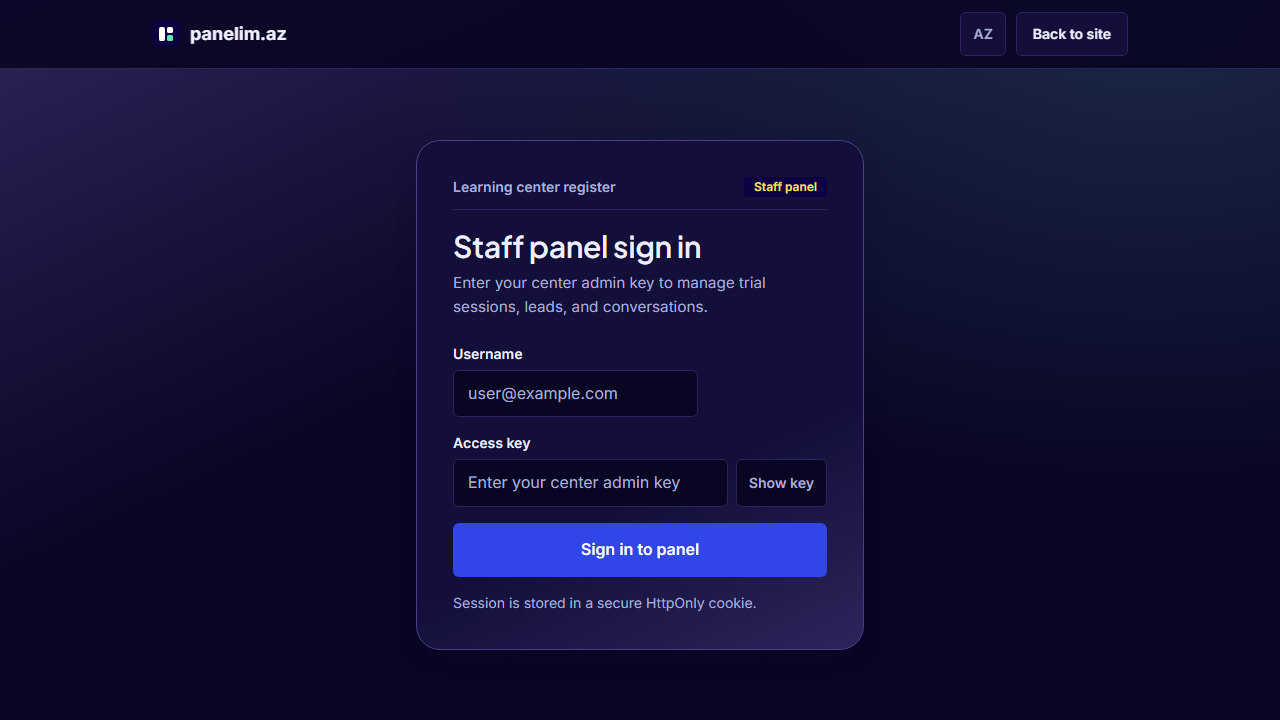 panelim.az
AZ
Back to site
Learning center register
Staff panel
Staff panel sign in
Enter your center admin key to manage trial
sessions, leads, and conversations.
Username
user@example.com
Access key
Enter your center admin key
Show key
Sign in to panel
Session is stored in a secure HttpOnly cookie.